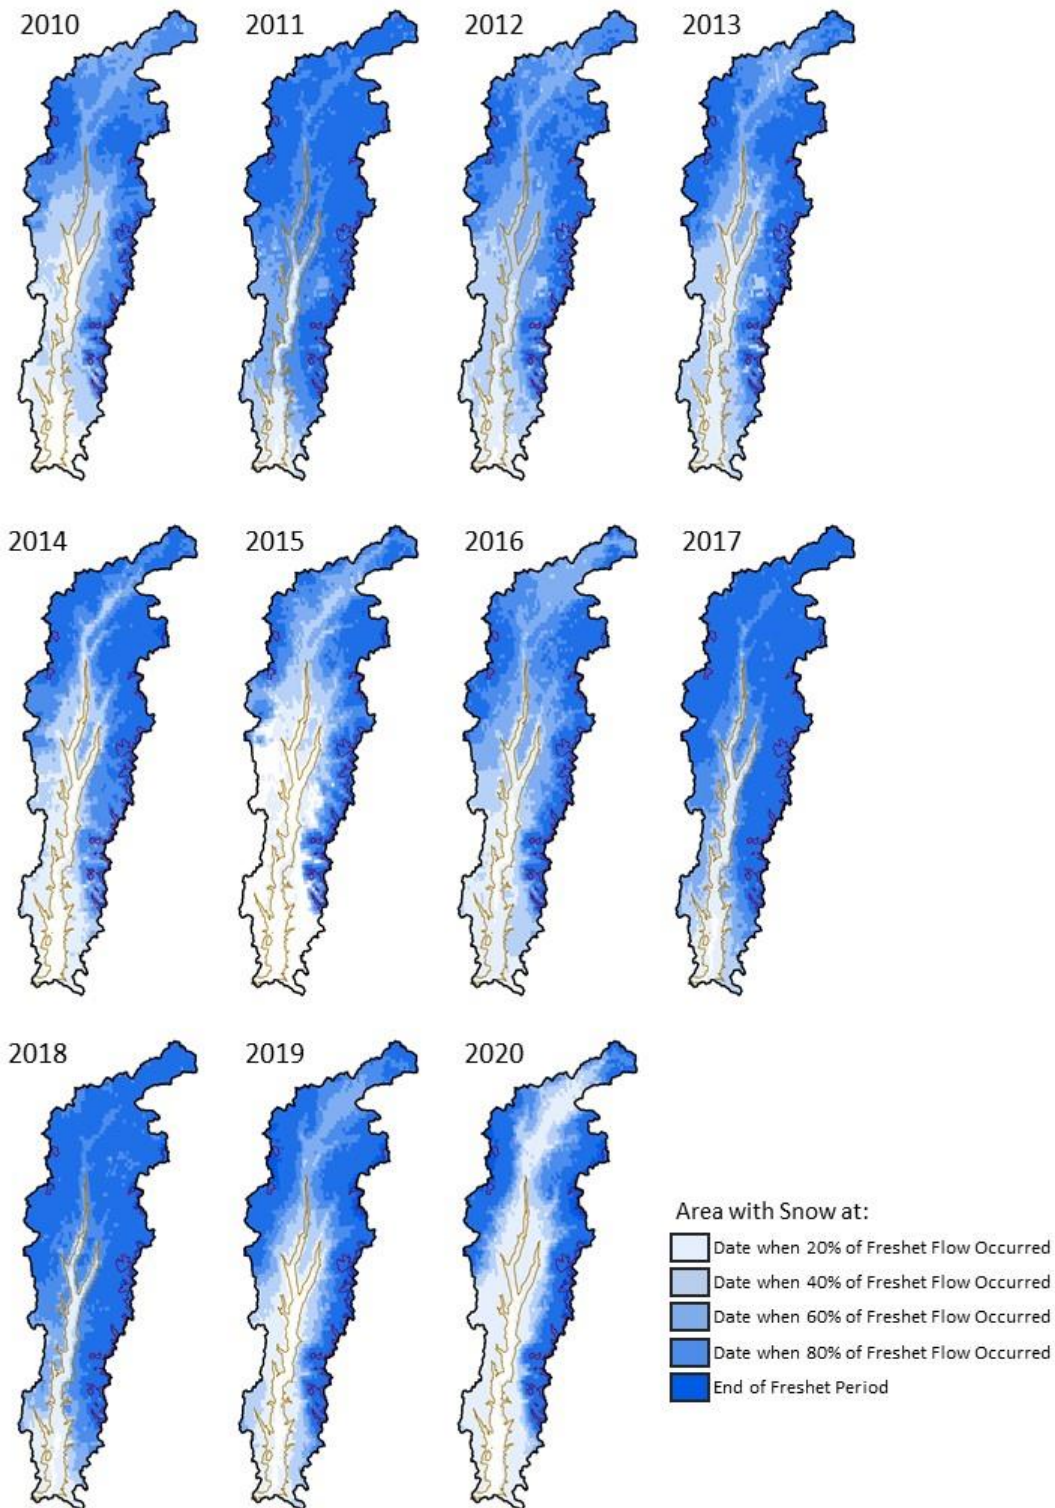 2010
2011
2012
2013
2014
2015
2016
2017
2018
2019
2020
Area with Snow at:
Date when 20% of Freshet Flow Occurred
Date when 40% of Freshet Flow Occurred
Date when 60% of Freshet Flow Occurred
Date when 80% of Freshet Flow Occurred
End of Freshet Period